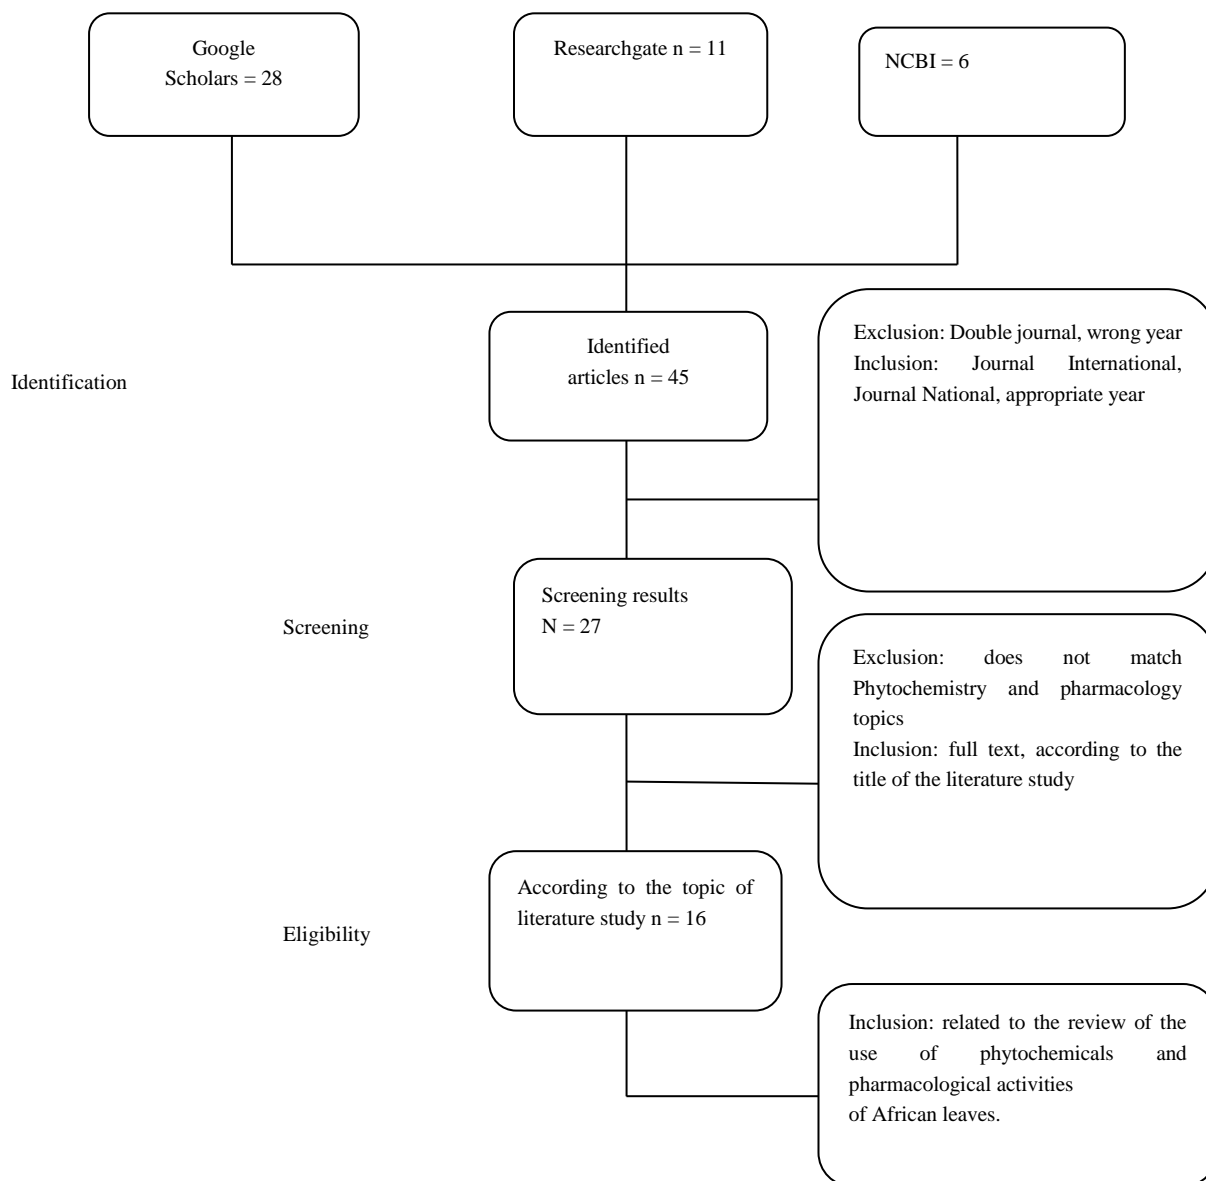 Google
Scholars = 28
Researchgate n = 11
NCBI = 6
Identification
Identified
articles n = 45
Exclusion: Double journal, wrong year
Inclusion: Journal International,
Journal National, appropriate year
Screening
Screening results
N = 27
Exclusion: does not match
Phytochemistry and pharmacology
topics
Inclusion: full text, according to the
title of the literature study
Eligibility
According to the topic of
literature study n = 16
Inclusion: related to the review of the
use of phytochemicals and
pharmacological activities
of African leaves.